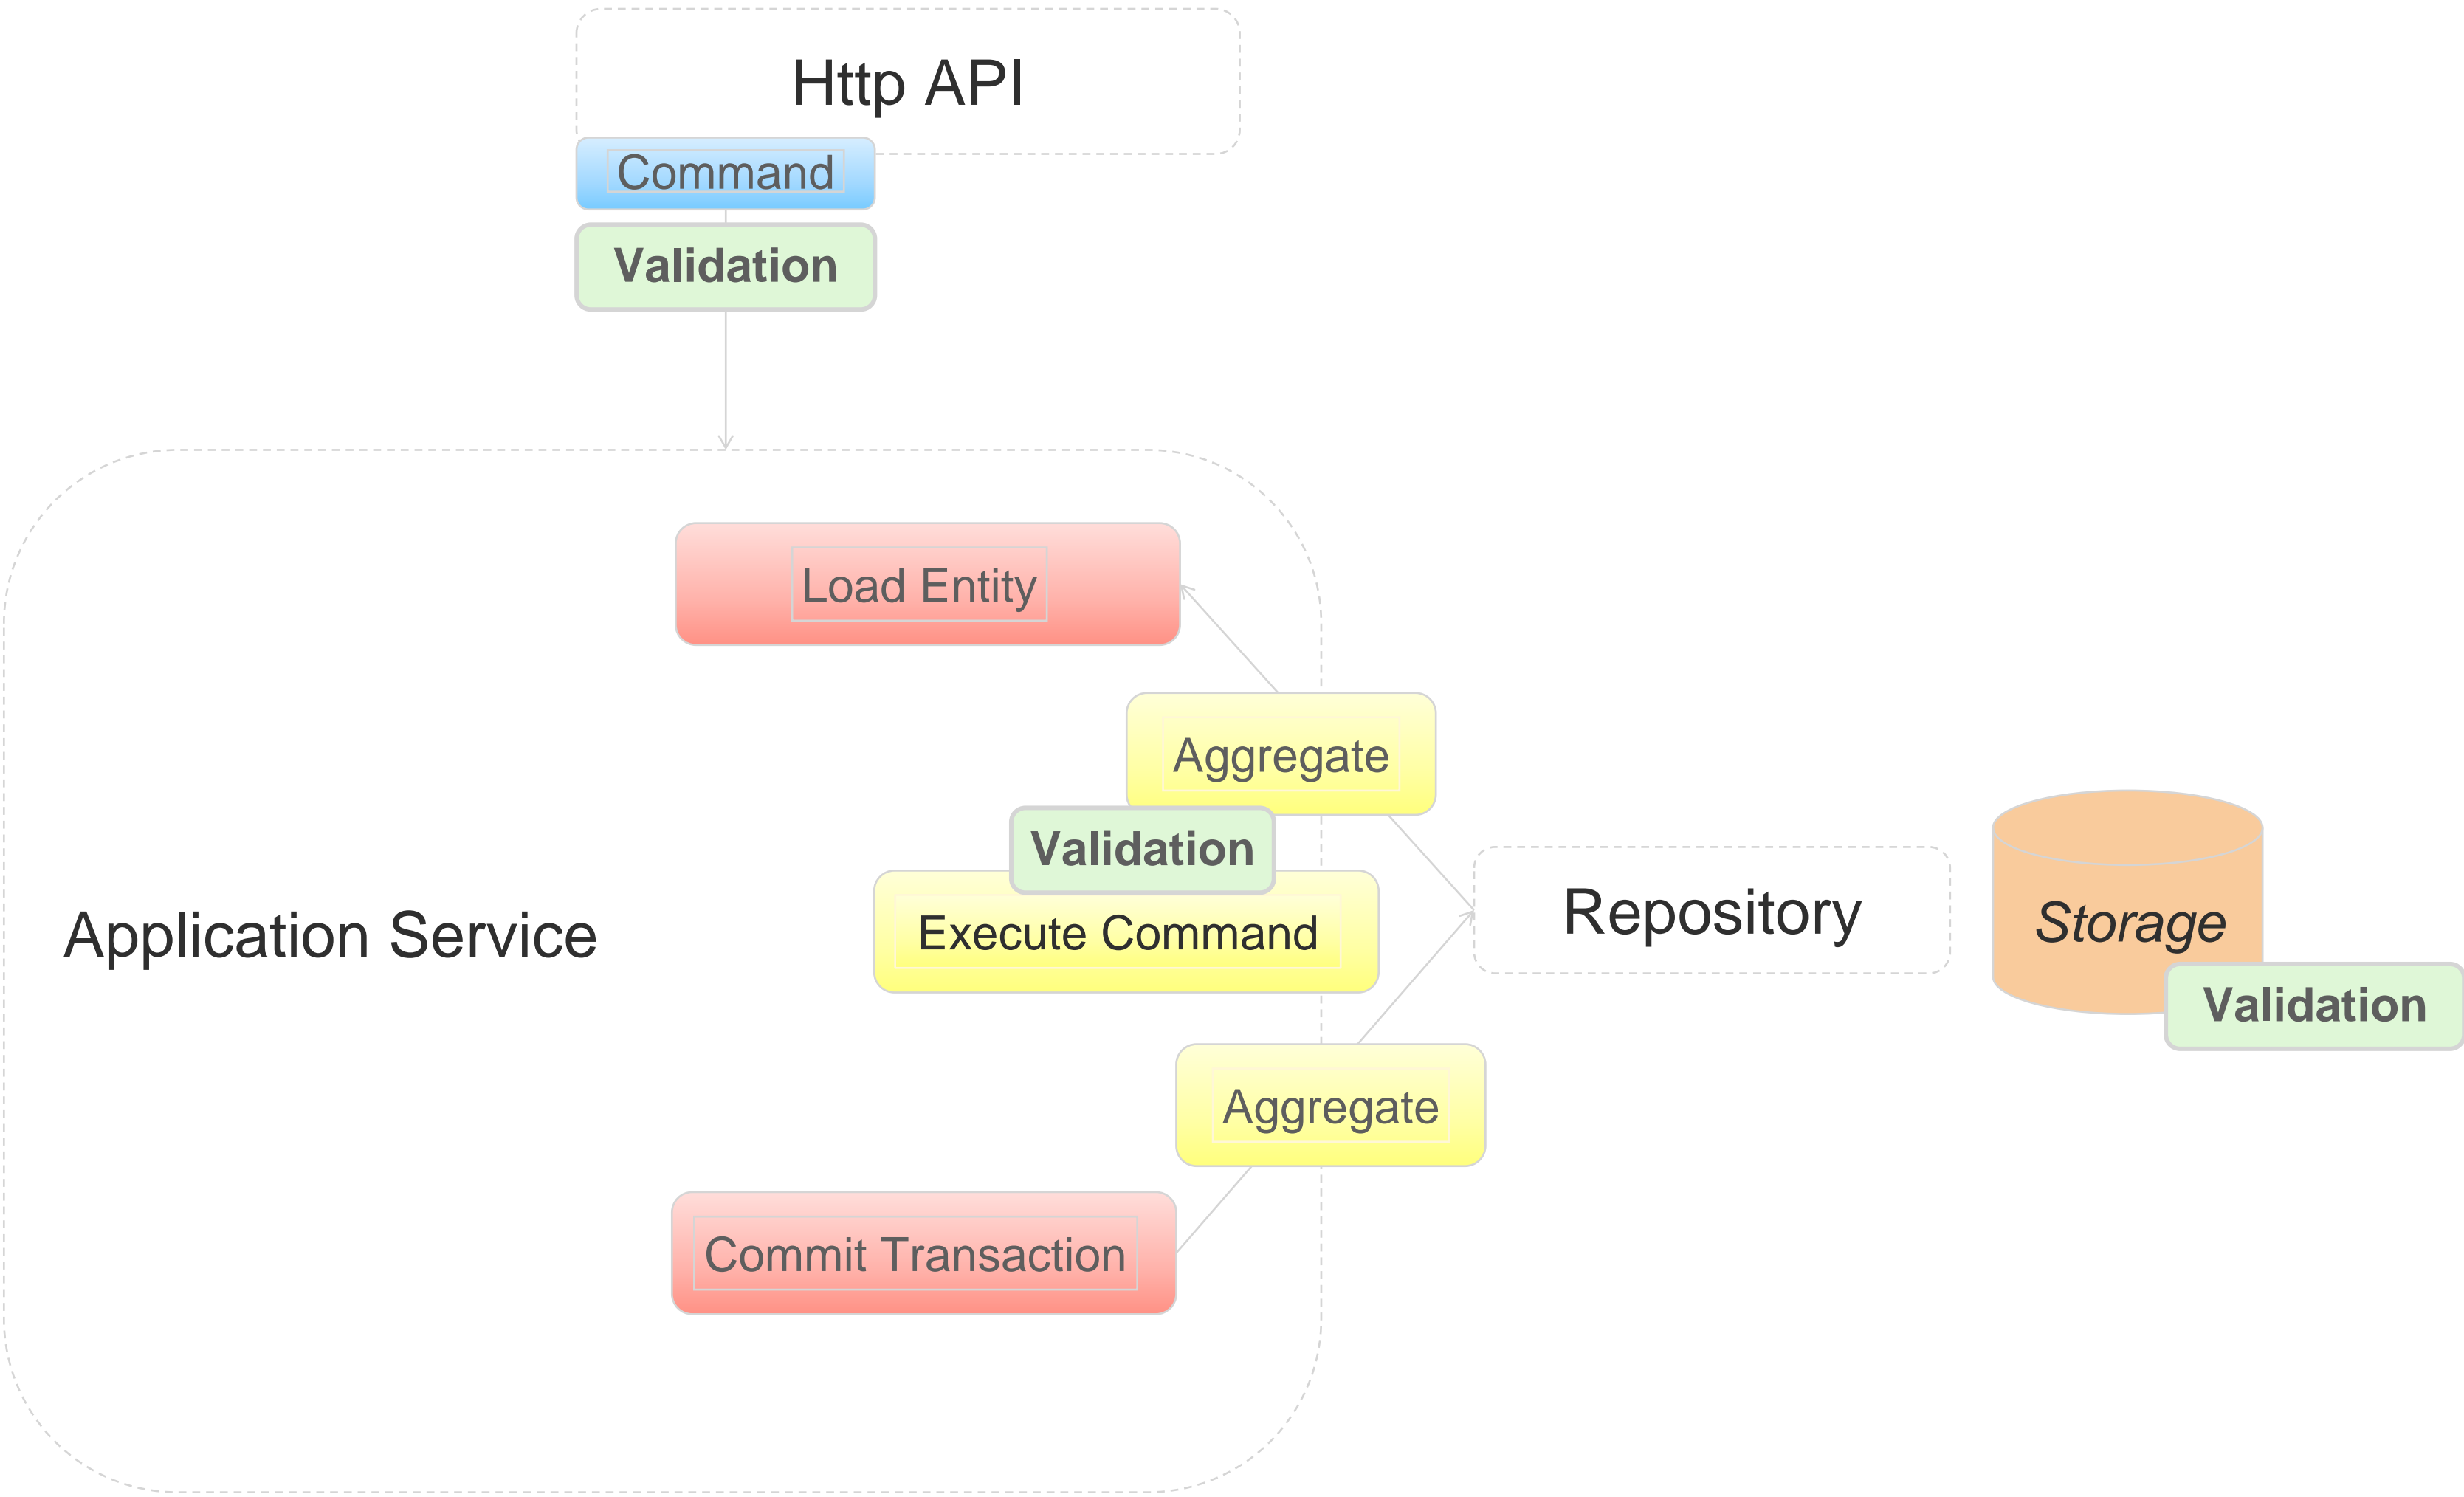 Http API
Command
Validation
Load Entity
Aggregate
Validation
Execute Command
Application Service
Repository
Storage
Validation
Aggregate
Commit Transaction